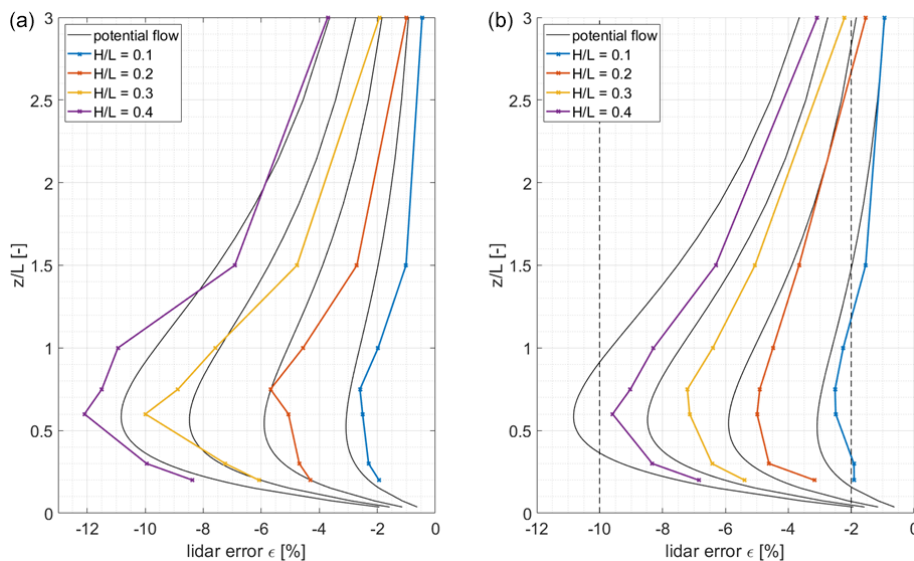 (a)
potential flow
H/L = 0.1
H/L = 0.2
H/L = 0.3
H/L = 0.4
3
2.5
2
1.5
1
0.5
0
z/L [-]
-12 -10 -8 -6 -4 -2 0
lidar error ϵ [%]
(b)
potential flow
H/L = 0.1
H/L = 0.2
H/L = 0.3
H/L = 0.4
3
2.5
2
1.5
1
0.5
0
z/L [-]
-12 -10 -8 -6 -4 -2 0
lidar error ϵ [%]